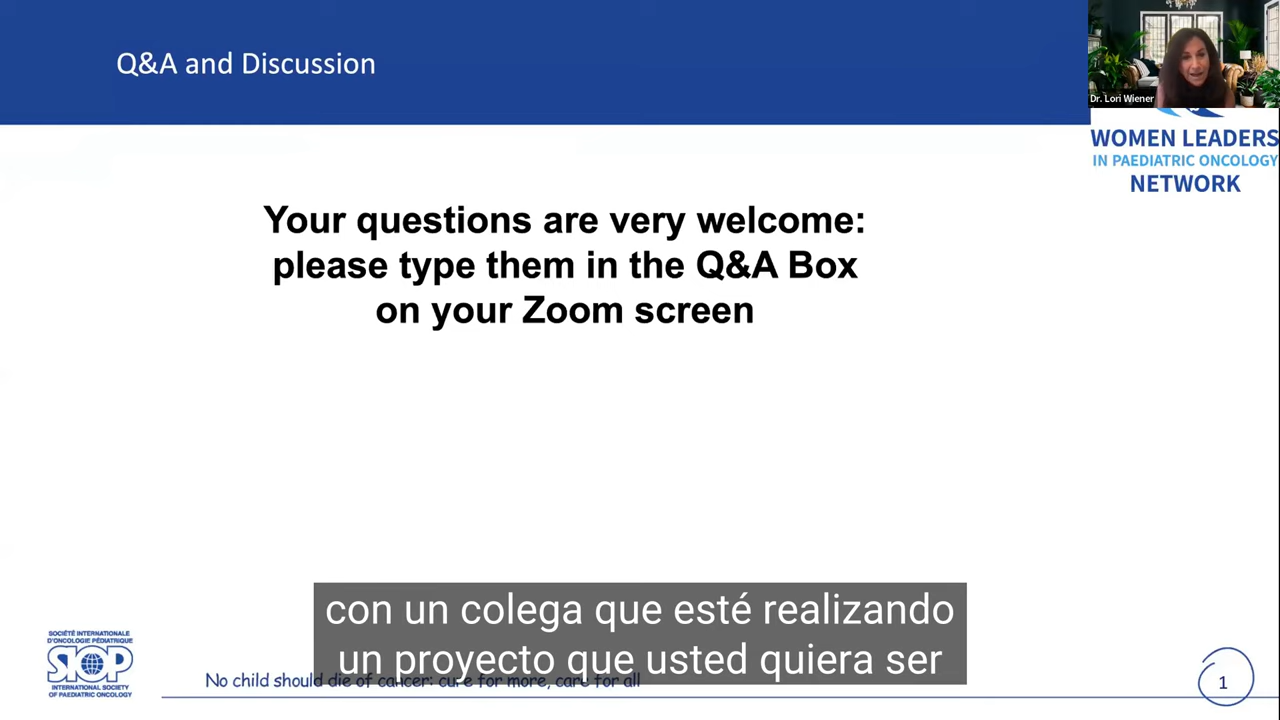 Q&A and Discussion
Dr. Lori Wiener
WOMEN LEADERS
IN PAEDIATRIC ONCOLOGY
NETWORK
Your questions are very welcome:
please type them in the Q&A Box
on your Zoom screen
con un colega que esté realizando
un proyecto que usted quiera ser
SOCIÉTÉ INTERNATIONALE
D'ONCOLOGIE PÉDIATRIQUE
SIOP
INTERNATIONAL SOCIETY
OF PAEDIATRIC ONCOLOGY
No child should die of cancer: cure for more, care for all
1